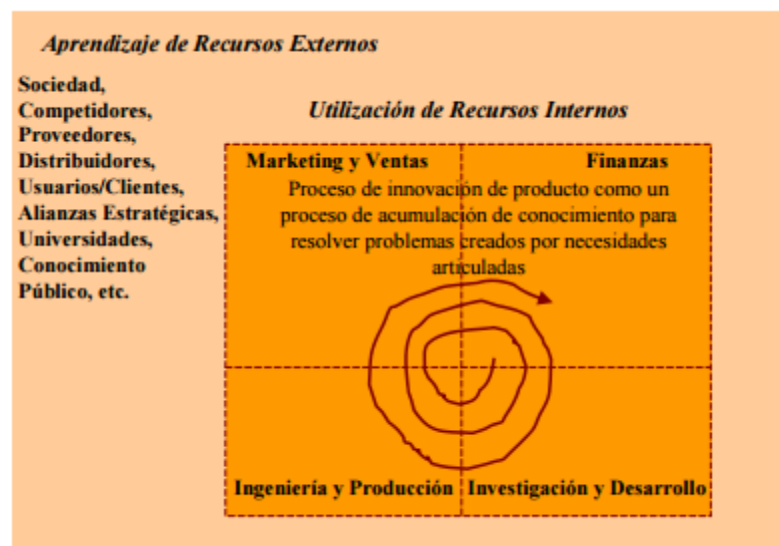 Aprendizaje de Recursos Externos
Sociedad,
Competidores,
Proveedores,
Distribuidores,
Usuarios/Clientes,
Alianzas Estratégicas,
Universidades,
Conocimiento
Público, etc.
Utilización de Recursos Internos
Marketing y Ventas
Finanzas
Proceso de innovación de producto como un
proceso de acumulación de conocimiento para
resolver problemas creados por necesidades
articuladas
Ingeniería y Producción
Investigación y Desarrollo